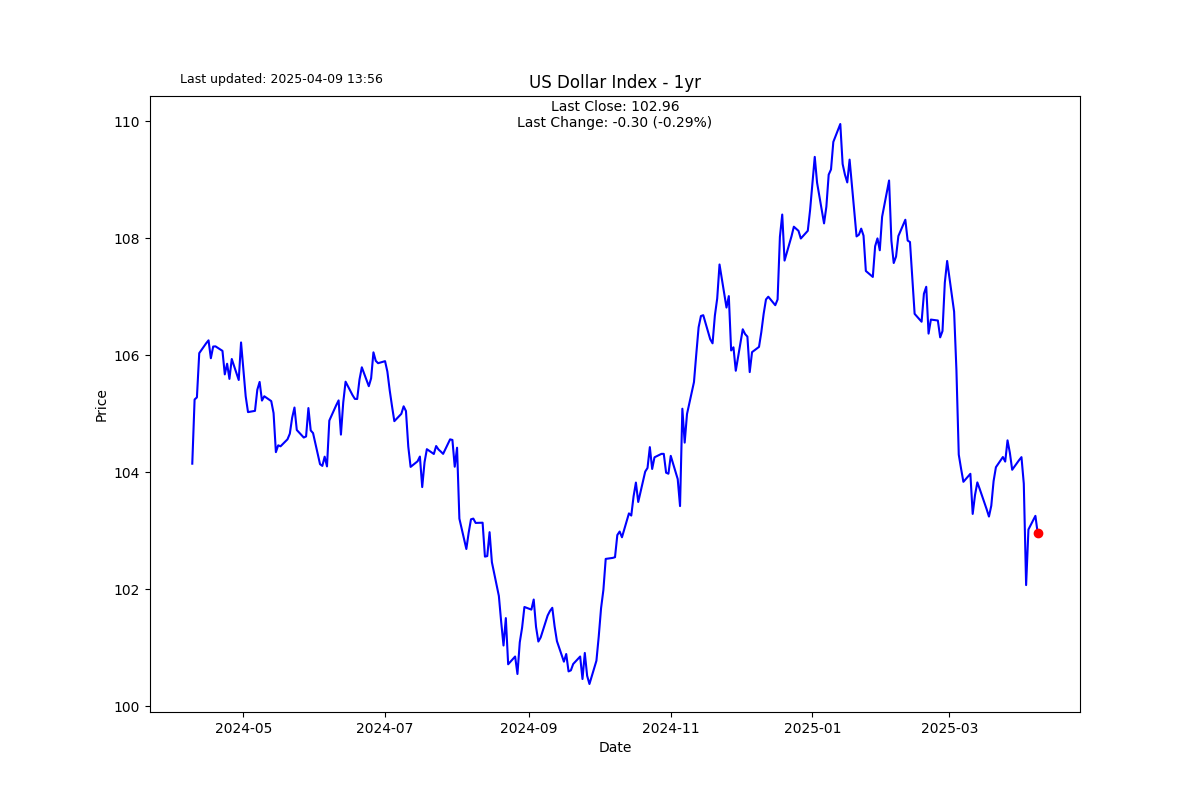 Last updated: 2025-04-09 13:56
US Dollar Index - 1yr
Last Close: 102.96
Last Change: -0.30 (-0.29%)
110
108
106
104
102
100
Price
2024-05
2024-07
2024-09
2024-11
2025-01
2025-03
Date